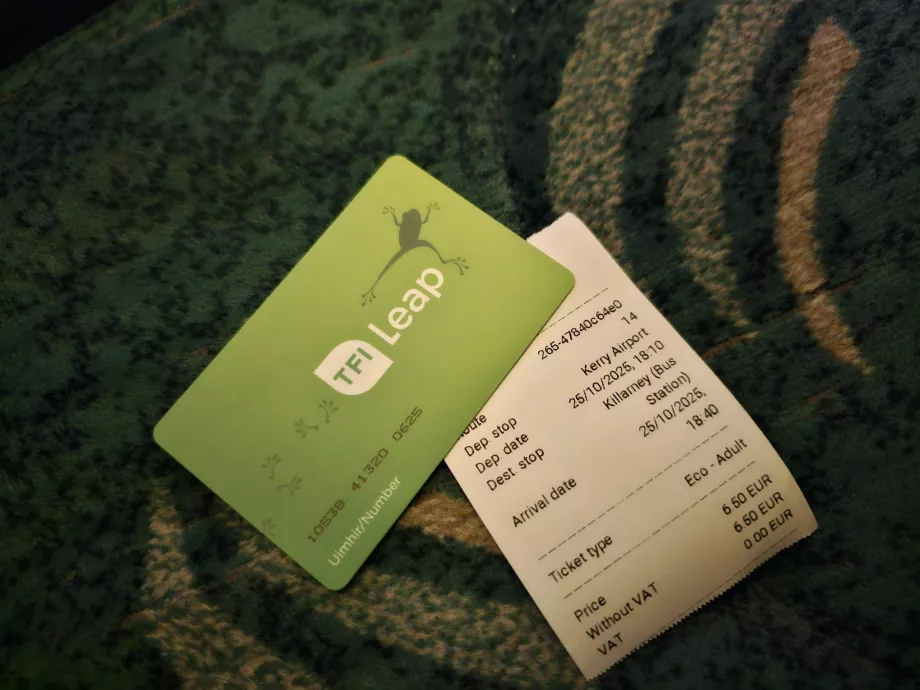 TFI Leap
10538 41320 0625
Uimhir/Number
265-47840c64e0
14
Dep. stop Kerry Airport
Dep. date 25/10/2025, 18:10
Dest. stop Killarney (Bus
Station)
Arrival date 25/10/2025,
18:40
Ticket type Eco - Adult
Price 6.50 EUR
Without VAT 6.50 EUR
VAT 0.00 EUR